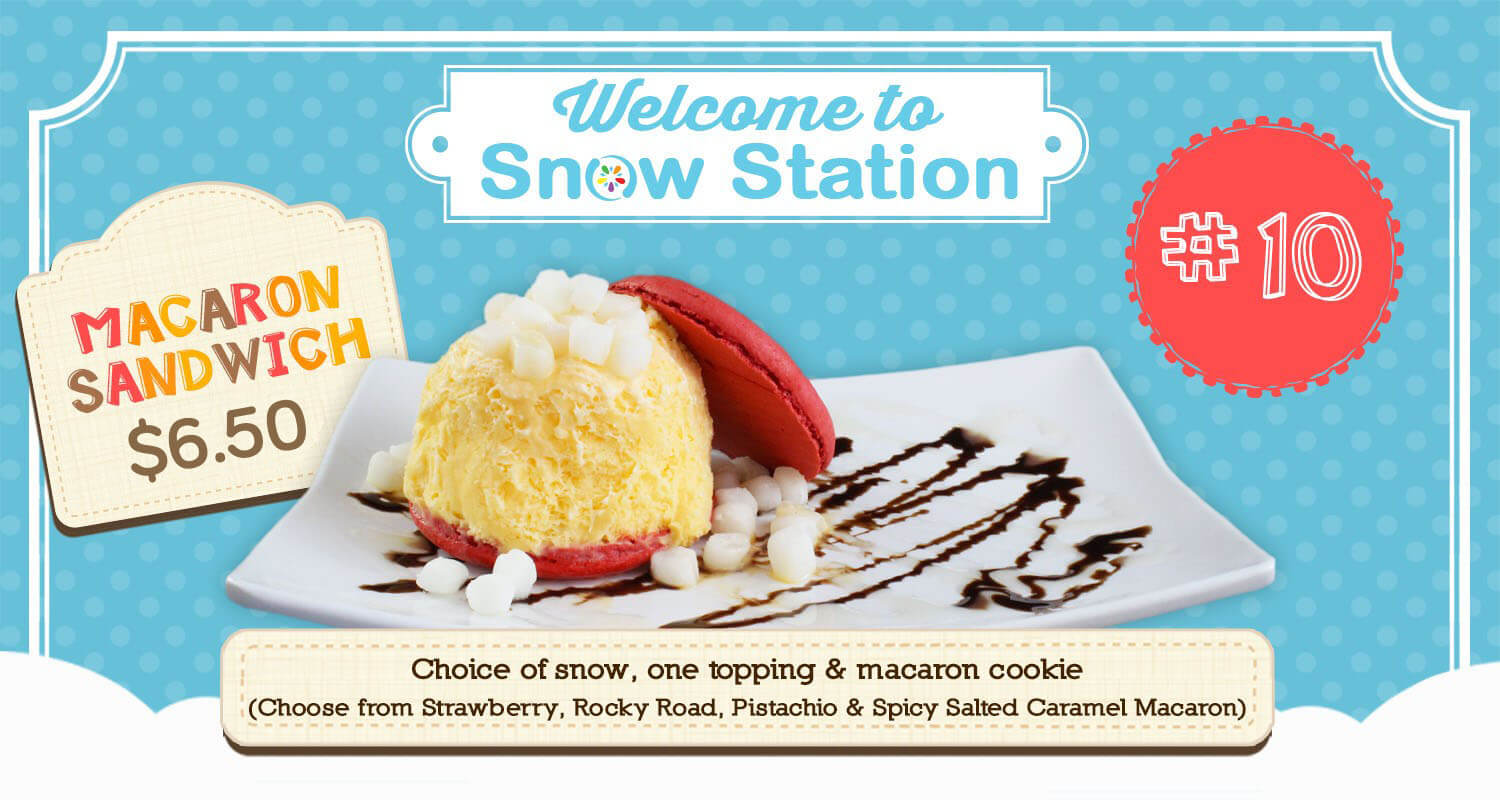 Welcome to
Snow Station
# 10
MACARON
SANDWICH
$6.50
Choice of snow, one topping & macaron cookie
(Choose from Strawberry, Rocky Road, Pistachio & Spicy Salted Caramel Macaron)